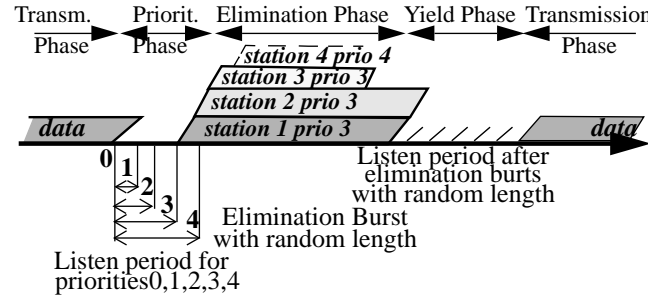 Transm. Priorit. Elimination Phase Yield Phase Transmission
Phase Phase Phase
station 4 prio 4
station 3 prio 3
station 2 prio 3
data station 1 prio 3 data
0
1
2
3
4
Listen period after
elimination burts
with random length
Elimination Burst
with random length
Listen period for
priorities0,1,2,3,4